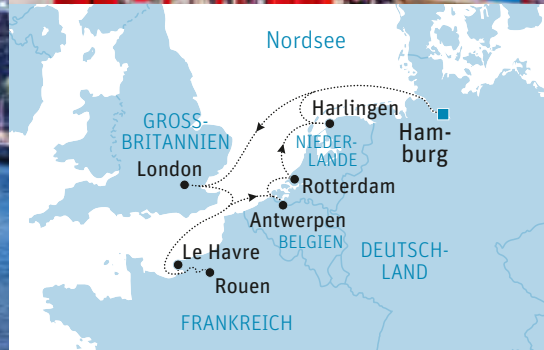 Nordsee
Harlingen
Ham-
burg
GROSS-
BRITANNIEN
NIEDER-
LANDE
London
Rotterdam
Antwerpen
BELGIEN
Le Havre
DEUTSCH-
LAND
Rouen
FRANKREICH